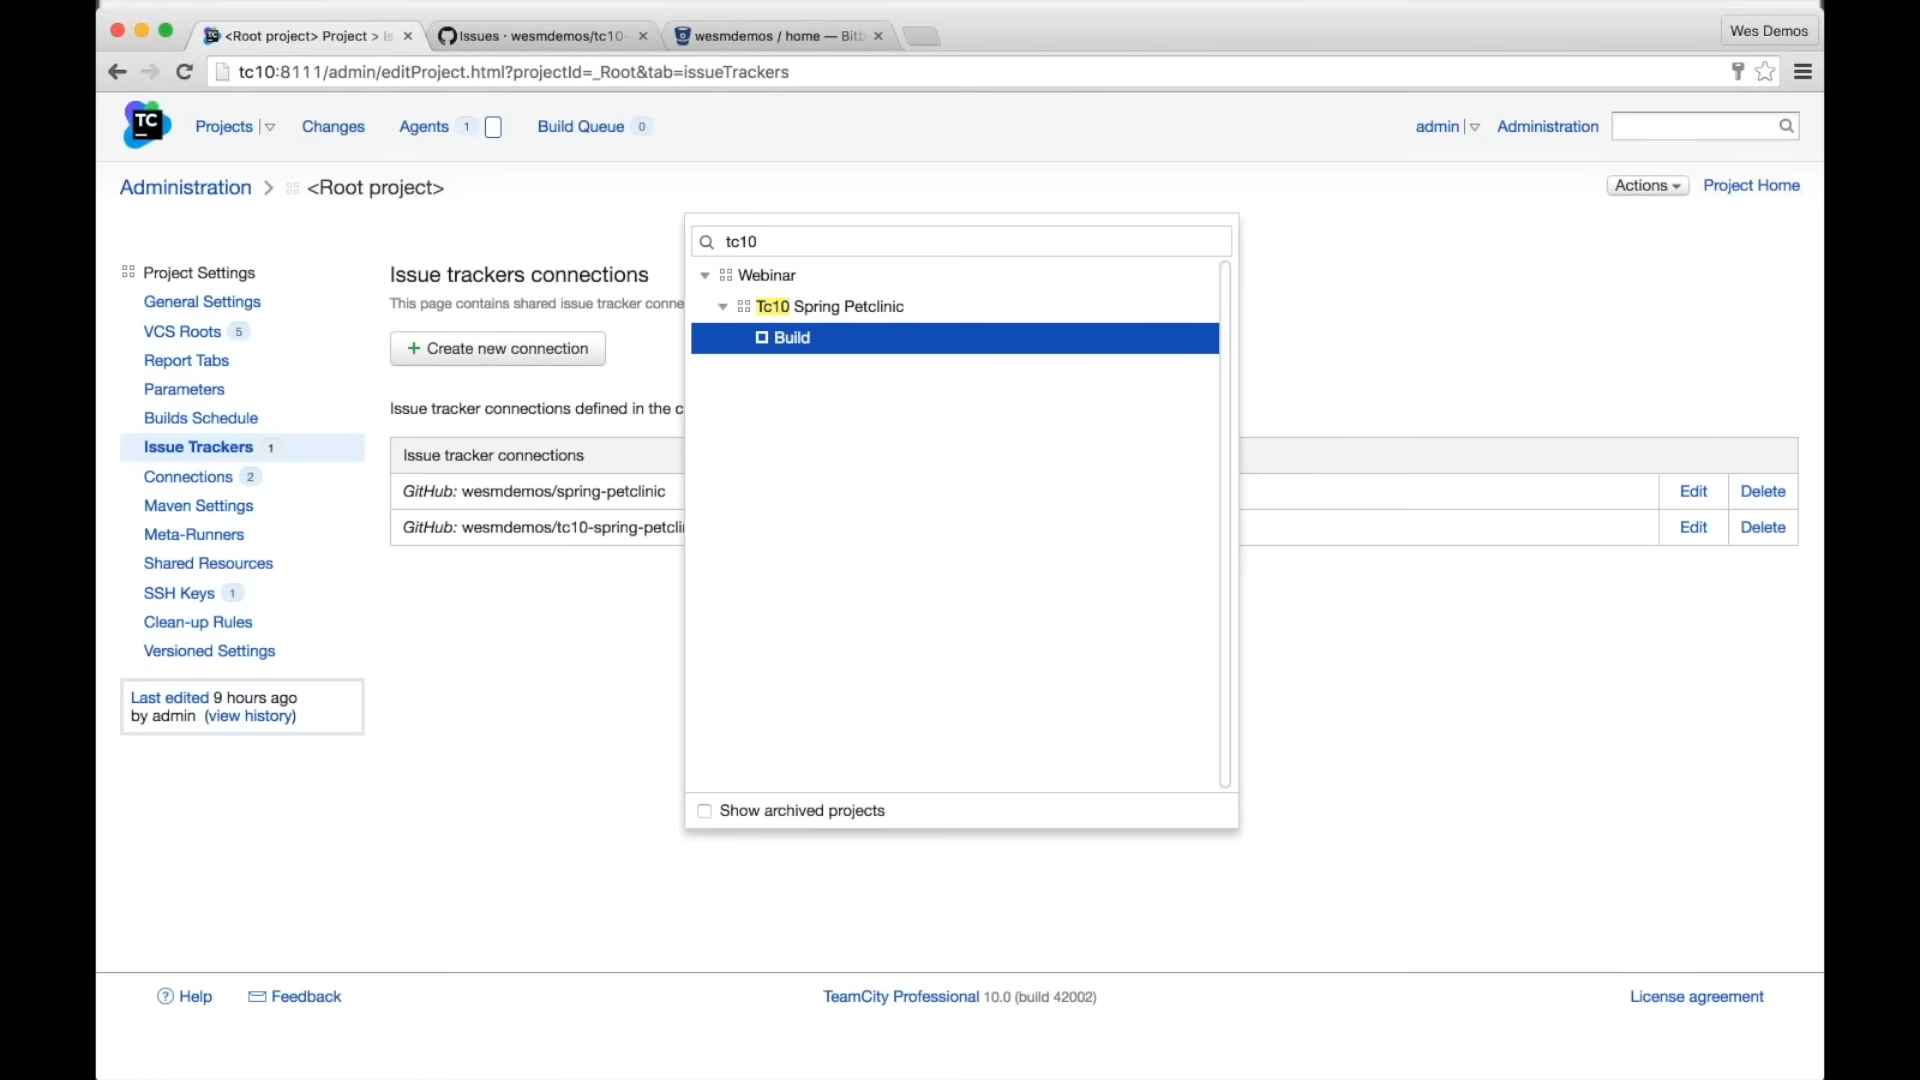 <Root project> Project > Is
Issues · wesmdemos/tc10-
wesmdemos / home — Bitb
Wes Demos
tc10:8111/admin/editProject.html?projectId=_Root&tab=issueTrackers
TC
Projects
Changes
Agents 1
Build Queue 0
admin
Administration
Administration > <Root project>
Actions
Project Home
tc10
Webinar
Tc10 Spring Petclinic
Build
Show archived projects
Project Settings
General Settings
VCS Roots 5
Report Tabs
Parameters
Builds Schedule
Issue Trackers 1
Connections 2
Maven Settings
Meta-Runners
Shared Resources
SSH Keys 1
Clean-up Rules
Versioned Settings
Last edited 9 hours ago
by admin (view history)
Issue trackers connections
This page contains shared issue tracker conne
+ Create new connection
Issue tracker connections defined in the c
Issue tracker connections
GitHub: wesmdemos/spring-petclinic Edit Delete
GitHub: wesmdemos/tc10-spring-petcli Edit Delete
? Help
Feedback
TeamCity Professional 10.0 (build 42002)
License agreement